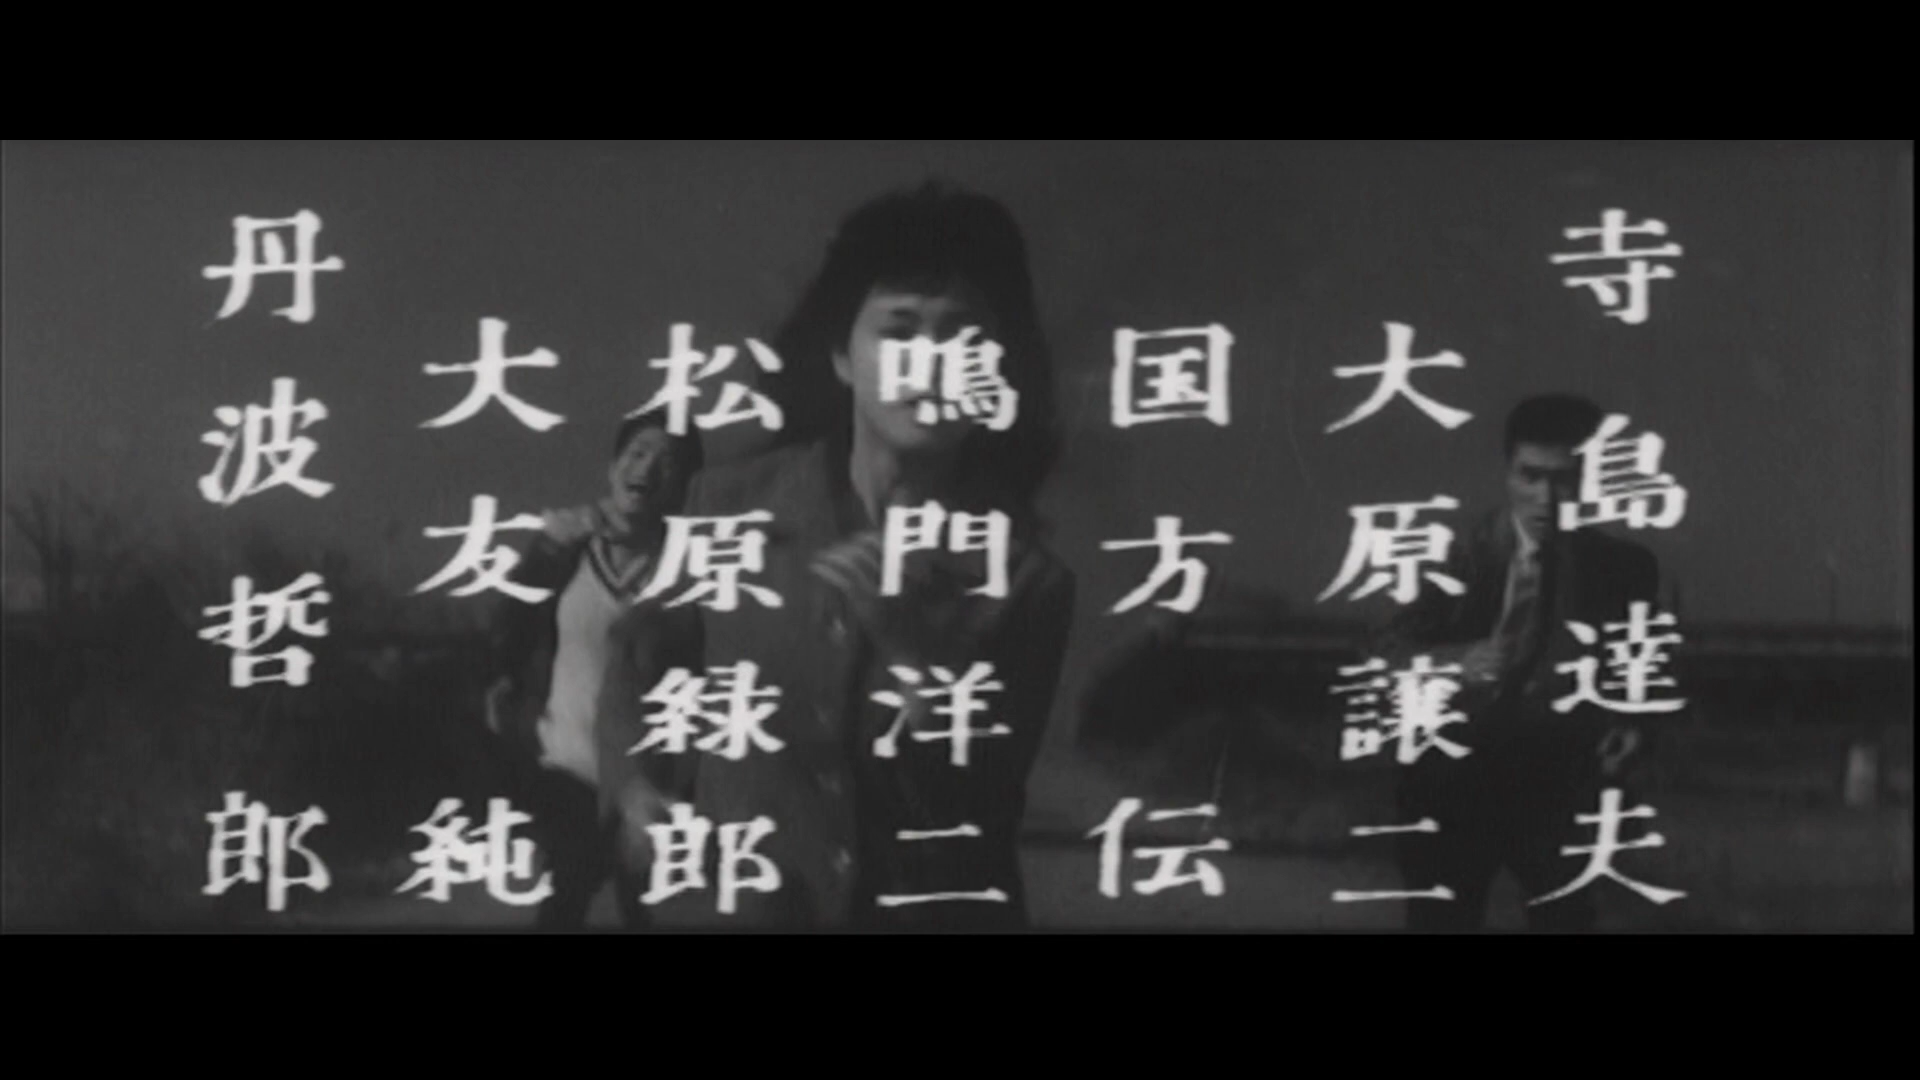 寺島達夫
大原譲二
国方伝
鳴門洋二
松原緑郎
大友純
丹波哲郎